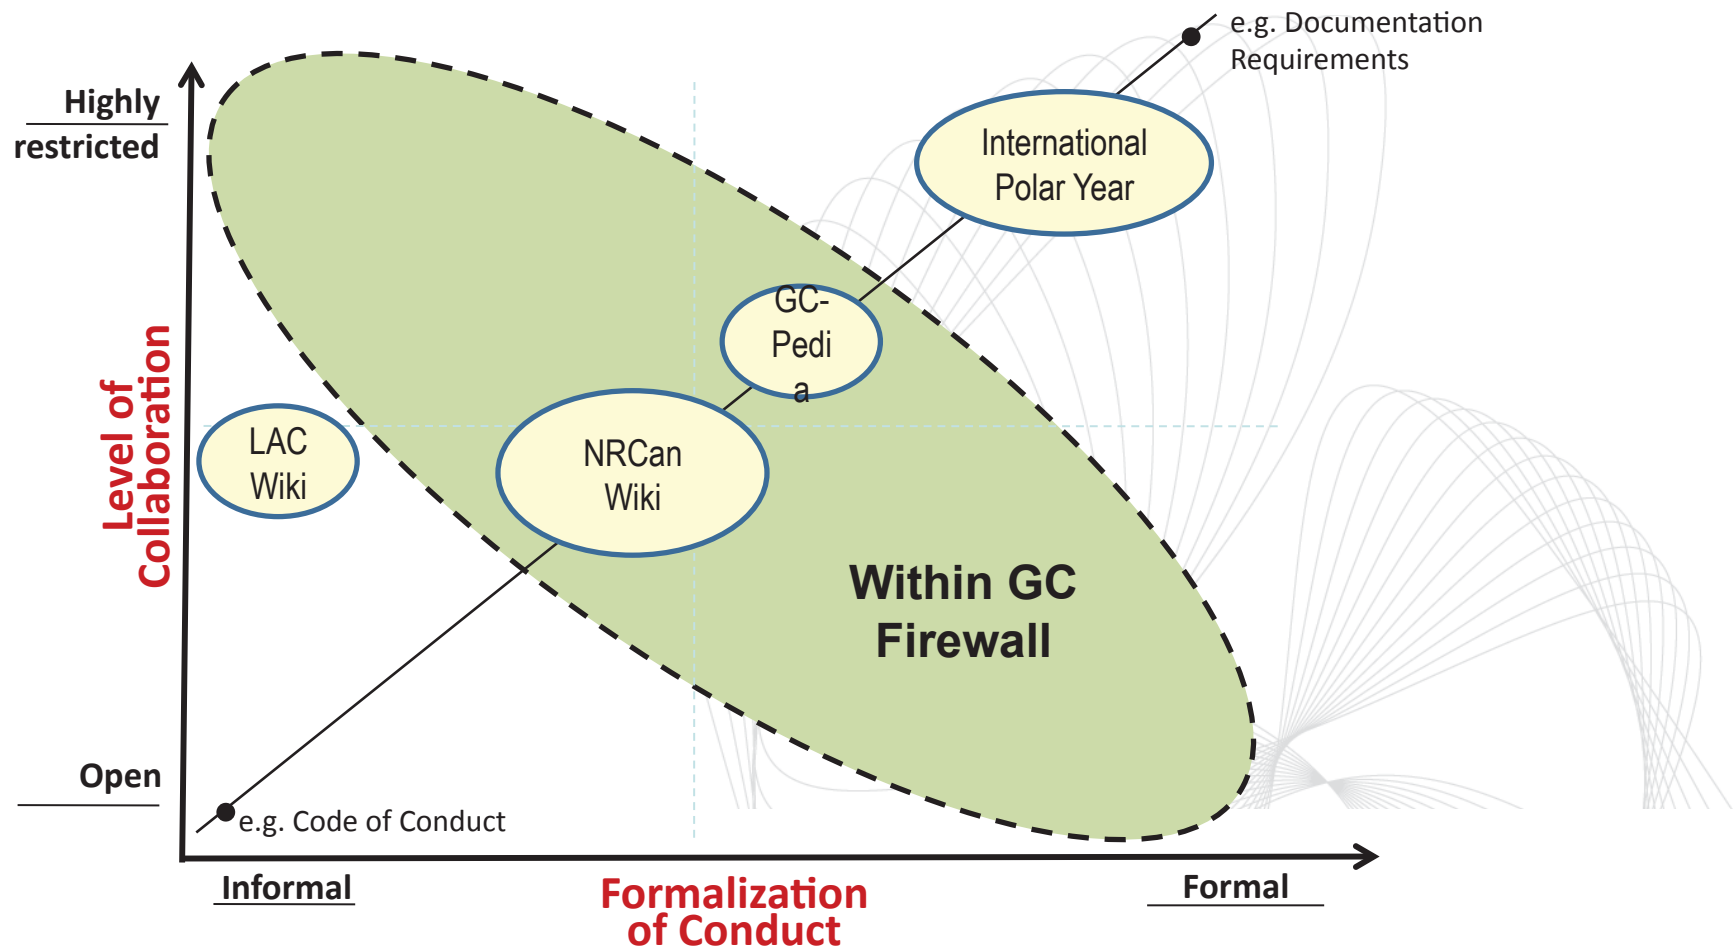 e.g. Documentation
Requirements
Highly
restricted
International
Polar Year
GC-
Pedi
a
Level of
Collaboration
LAC
Wiki
NRCan
Wiki
Within GC
Firewall
Open
e.g. Code of Conduct
Informal
Formalization
of Conduct
Formal